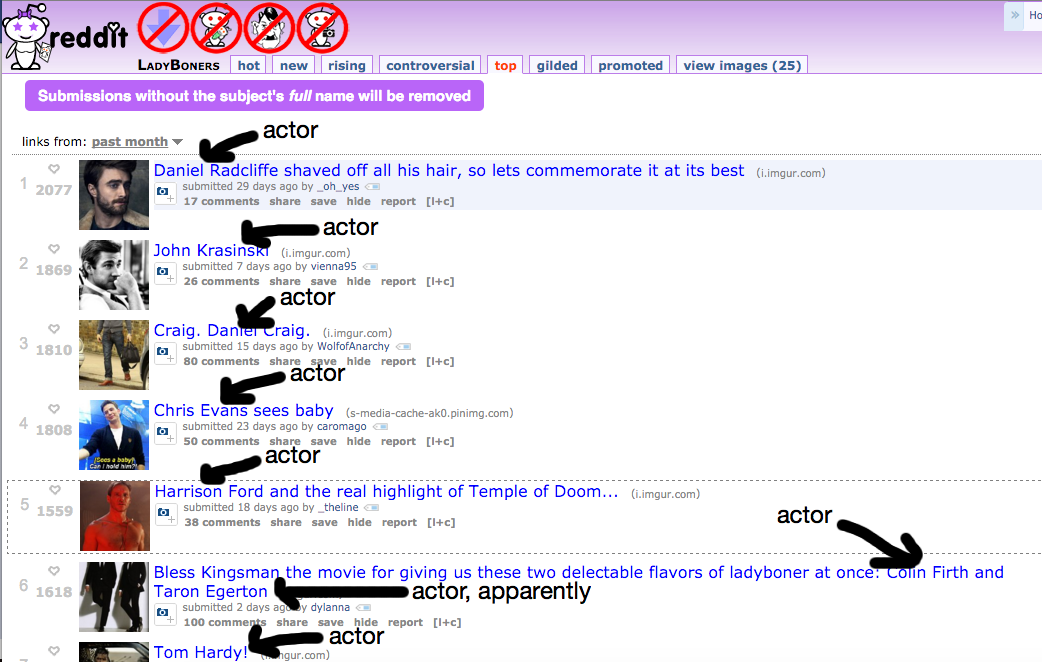 reddit
Ho
LADYBONERS hot new rising controversial top gilded promoted view images (25)
Submissions without the subject's full name will be removed
links from: past month
actor
1
2077
Daniel Radcliffe shaved off all his hair, so lets commemorate it at its best (i.imgur.com)
submitted 29 days ago by _oh_yes
17 comments share save hide report [l+c]
actor
2
1869
John Krasinski (i.imgur.com)
submitted 7 days ago by vienna95
26 comments share save hide report [l+c]
actor
3
1810
Craig. Daniel Craig. (i.imgur.com)
submitted 15 days ago by WolfofAnarchy
80 comments share save hide report [l+c]
actor
4
1808
Chris Evans sees baby (s-media-cache-ak0.pinimg.com)
submitted 23 days ago by caromago
50 comments share save hide report [l+c]
(Sees a baby)
Can I hold him?!
actor
5
1559
Harrison Ford and the real highlight of Temple of Doom... (i.imgur.com)
submitted 18 days ago by _theline
38 comments share save hide report [l+c]
actor
6
1618
Bless Kingsman the movie for giving us these two delectable flavors of ladyboner at once: Colin Firth and
Taron Egerton
actor, apparently
submitted 2 days ago by dylanna
100 comments share save hide report [l+c]
actor
Tom Hardy! (i.imgur.com)